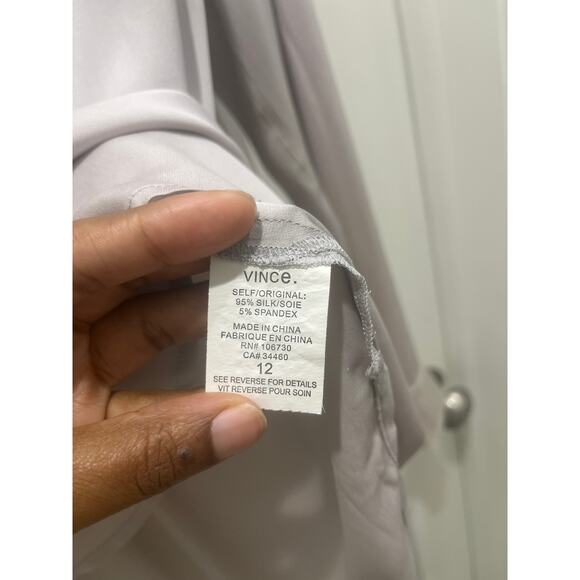 VINCe.
SELF/ORIGINAL:
95% SILK/SOIE
5% SPANDEX
MADE IN CHINA
FABRIQUE EN CHINA
RN# 106730
CA# 34460
12
SEE REVERSE FOR DETAILS
VIT REVERSE POUR SOIN